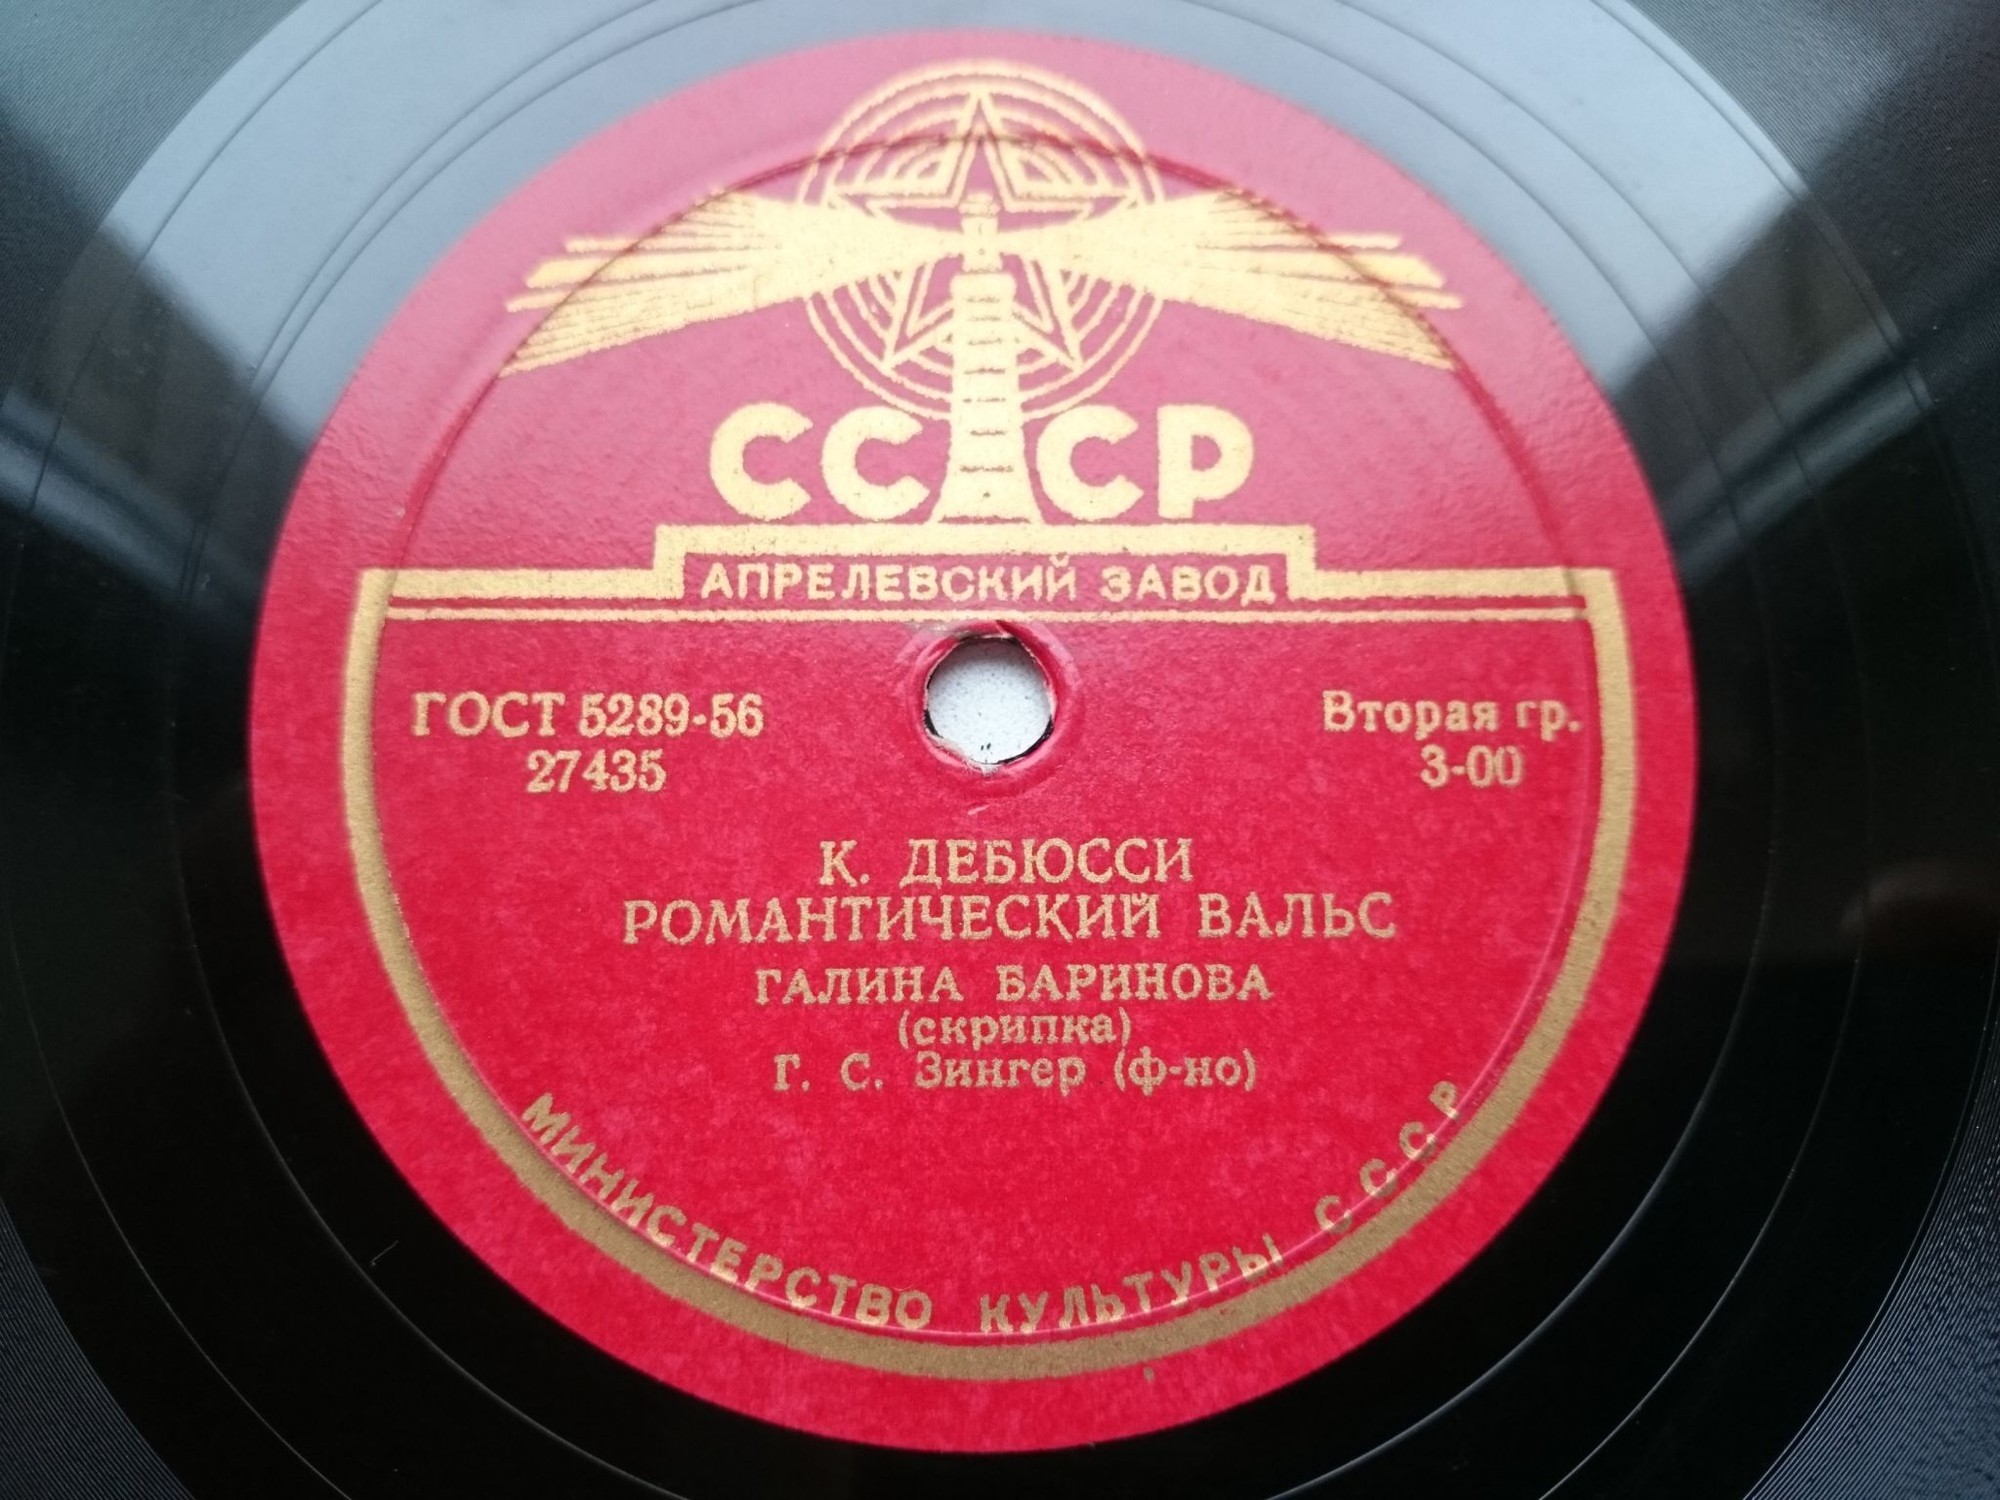 СССР
АПРЕЛЕВСКИЙ ЗАВОД
ГОСТ 5289-56
27435
Вторая гр.
3-00
К. ДЕБЮССИ
РОМАНТИЧЕСКИЙ ВАЛЬС
ГАЛИНА БАРИНОВА
(скрипка)
Г. С. Зингер (ф-но)
МИНИСТЕРСТВО КУЛЬТУРЫ СССР